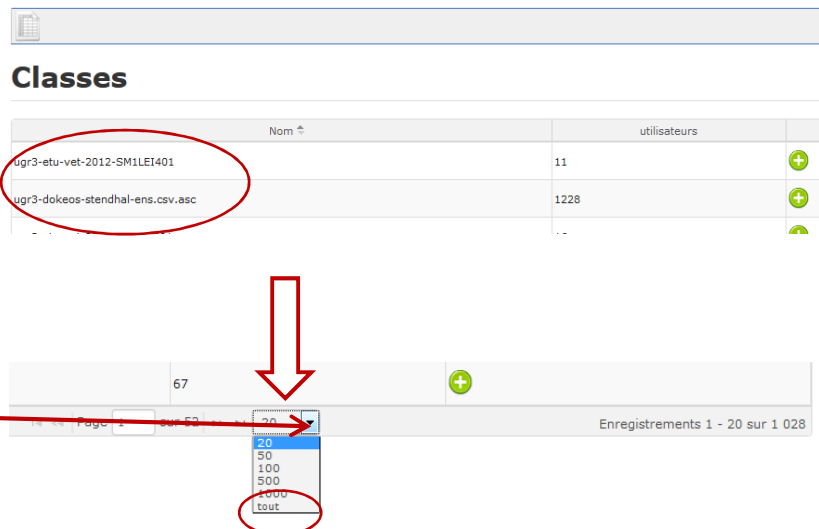 Classes
Nom utilisateurs
ugr3-etu-vet-2012-SM1LEI401 11
ugr3-dokeos-stendhal-ens.csv.asc 1228
67
Page 1 sur 52 20 Enregistrements 1 - 20 sur 1 028
20
50
100
500
1000
tout